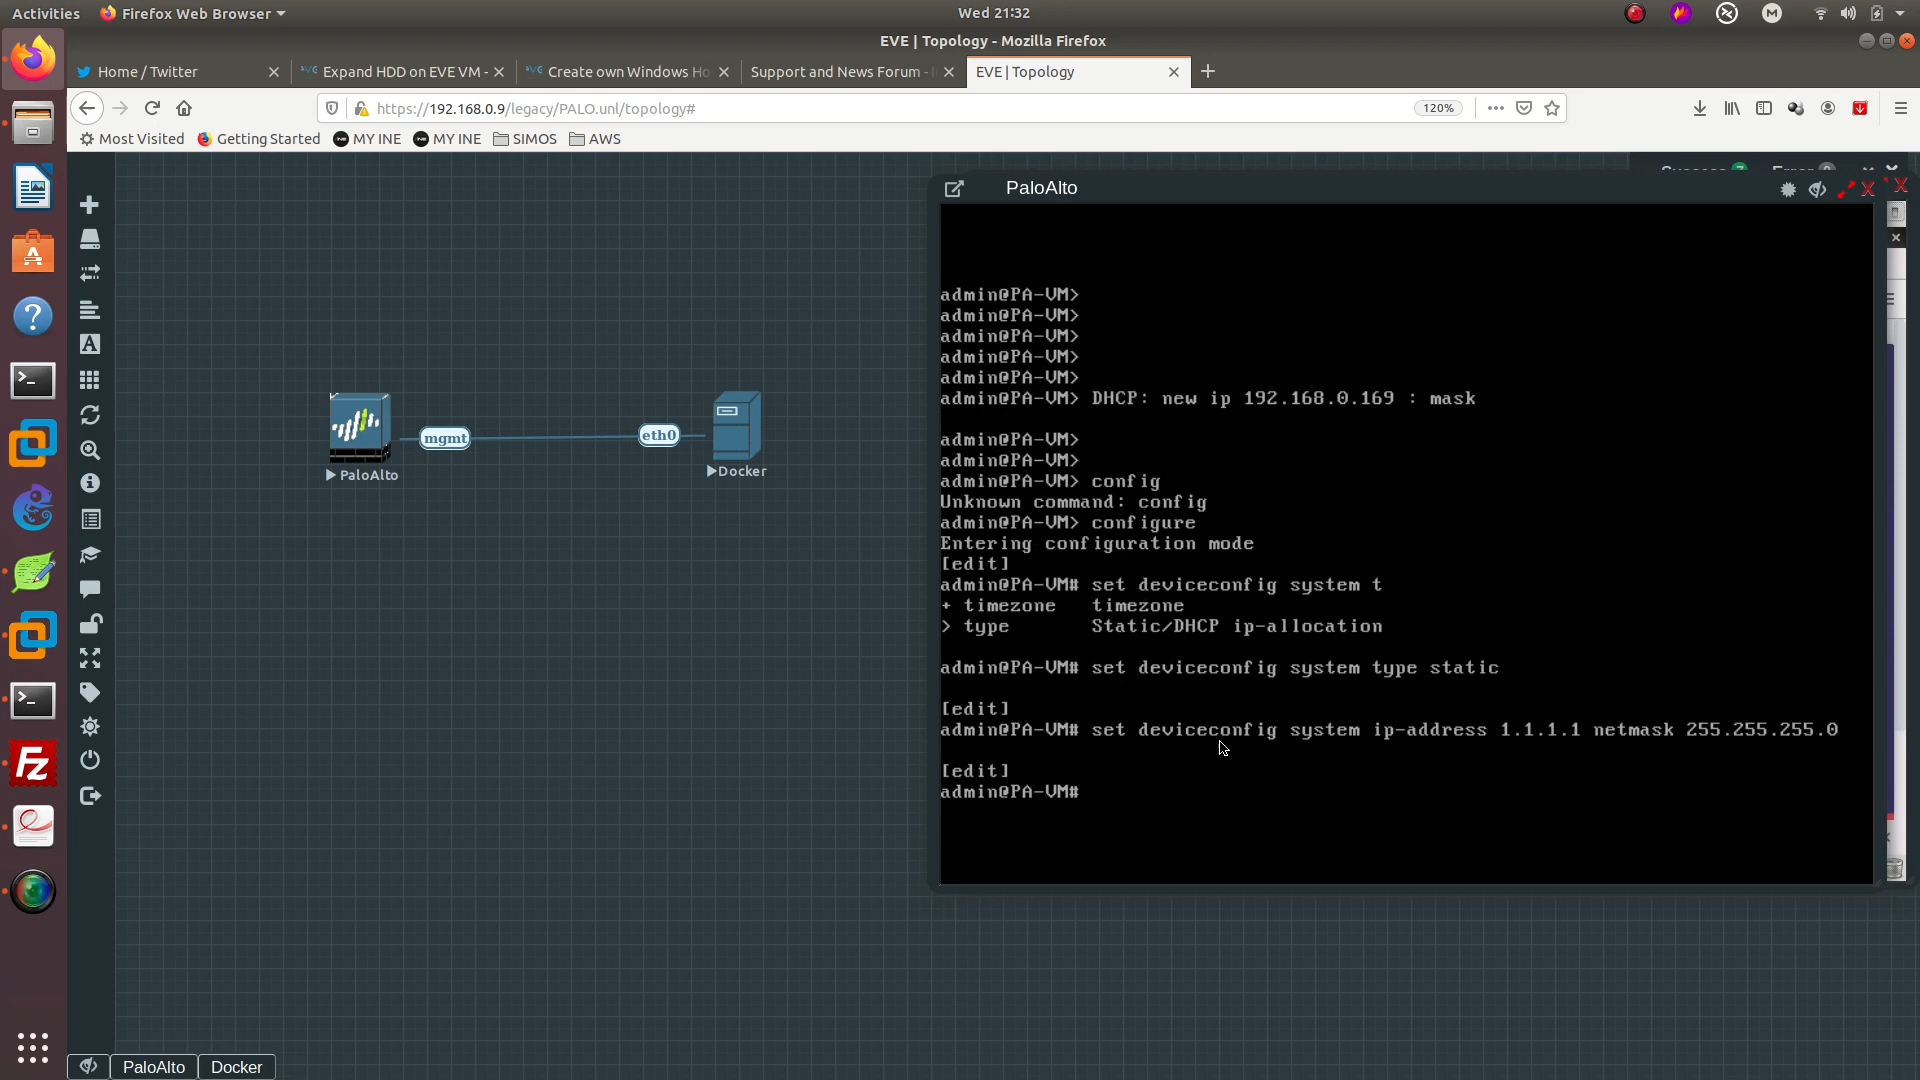 Activities
Firefox Web Browser
Wed 21:32
EVE | Topology - Mozilla Firefox
Home / Twitter
Expand HDD on EVE VM -
Create own Windows Ho
Support and News Forum -
EVE | Topology
https://192.168.0.9/legacy/PALO.unl/topology#
120%
Most Visited
Getting Started
MY INE
MY INE
SIMOS
AWS
PaloAlto
X
X
admin@PA-VM>
admin@PA-VM>
admin@PA-VM>
admin@PA-VM>
admin@PA-VM>
admin@PA-VM> DHCP: new ip 192.168.0.169 : mask
admin@PA-VM>
admin@PA-VM>
admin@PA-VM> config
Unknown command: config
admin@PA-VM> configure
Entering configuration mode
[edit]
admin@PA-VM# set deviceconfig system t
+ timezone timezone
> type Static/DHCP ip-allocation
admin@PA-VM# set deviceconfig system type static
[edit]
admin@PA-VM# set deviceconfig system ip-address 1.1.1.1 netmask 255.255.255.0
[edit]
admin@PA-VM#
mgmt
eth0
PaloAlto
Docker
PaloAlto
Docker